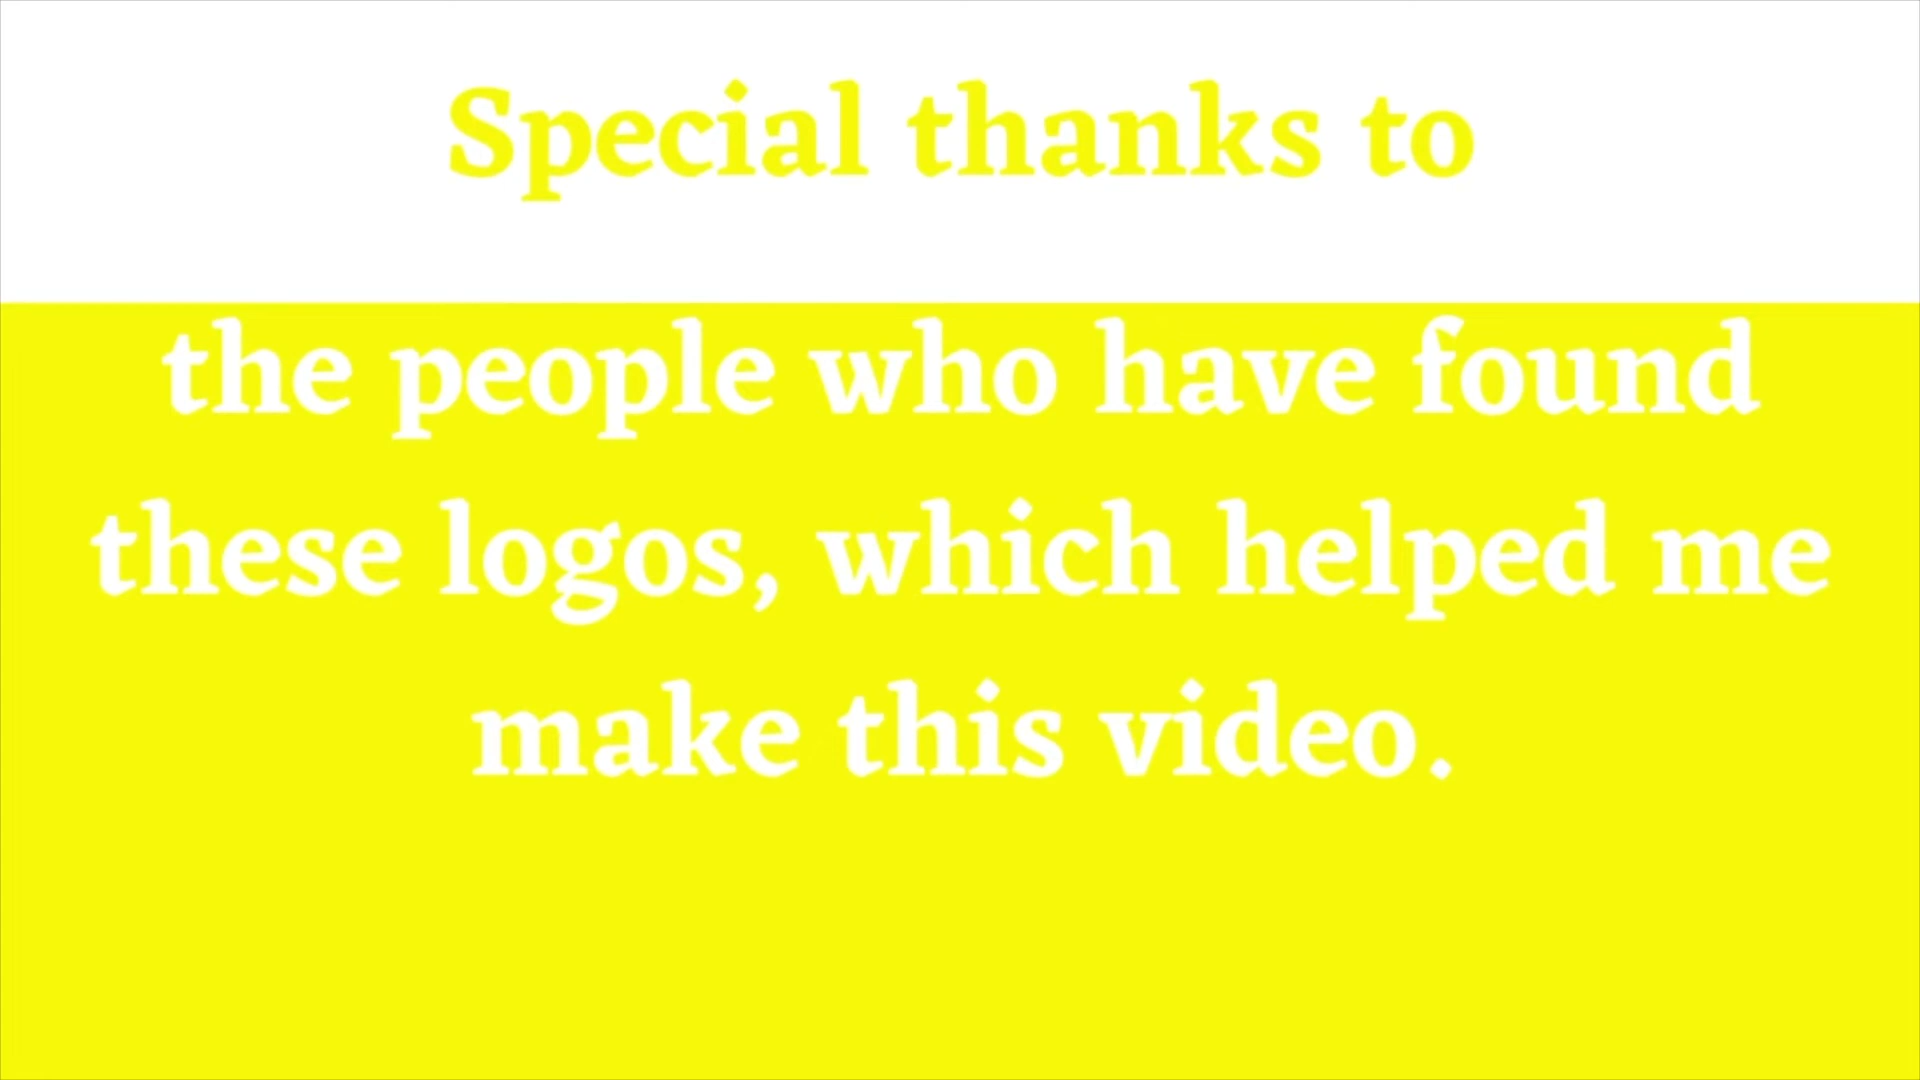 Special thanks to
the people who have found
these logos, which helped me
make this video.